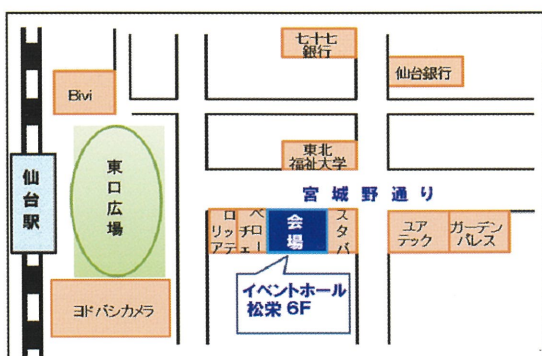 七十七
銀行
仙台銀行
Bivi
東北
福祉大学
仙台駅
東口広場
宮城野通り
ロッテリア
ベローチェ
会場
スタバ
ユア
テック
ガーデン
パレス
イベントホール
松栄 6F
ヨドバシカメラ